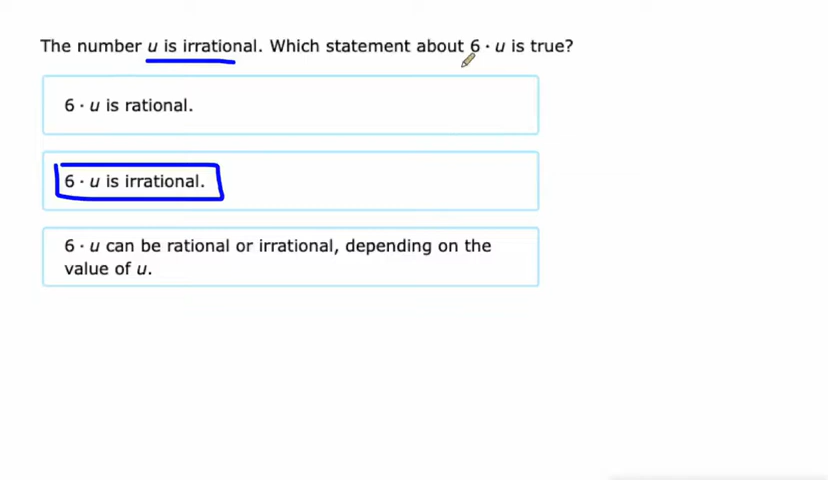 The number u is irrational. Which statement about 6 · u is true?
6 · u is rational.
6 · u is irrational.
6 · u can be rational or irrational, depending on the
value of u.